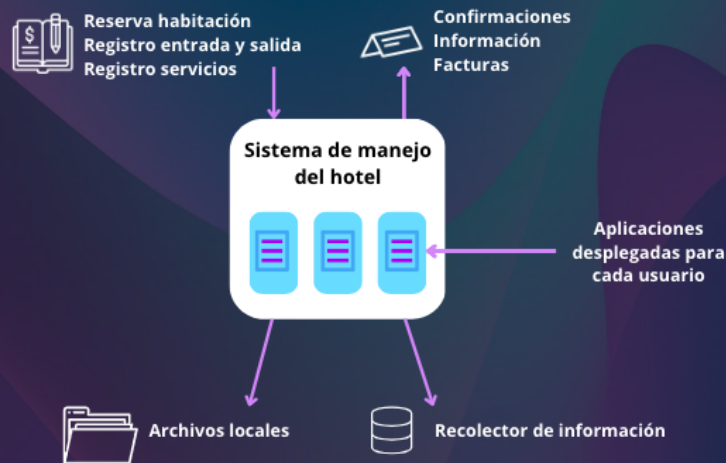 Reserva habitación
Registro entrada y salida
Registro servicios
Confirmaciones
Información
Facturas
Sistema de manejo
del hotel
Aplicaciones
desplegadas para
cada usuario
Archivos locales
Recolector de información